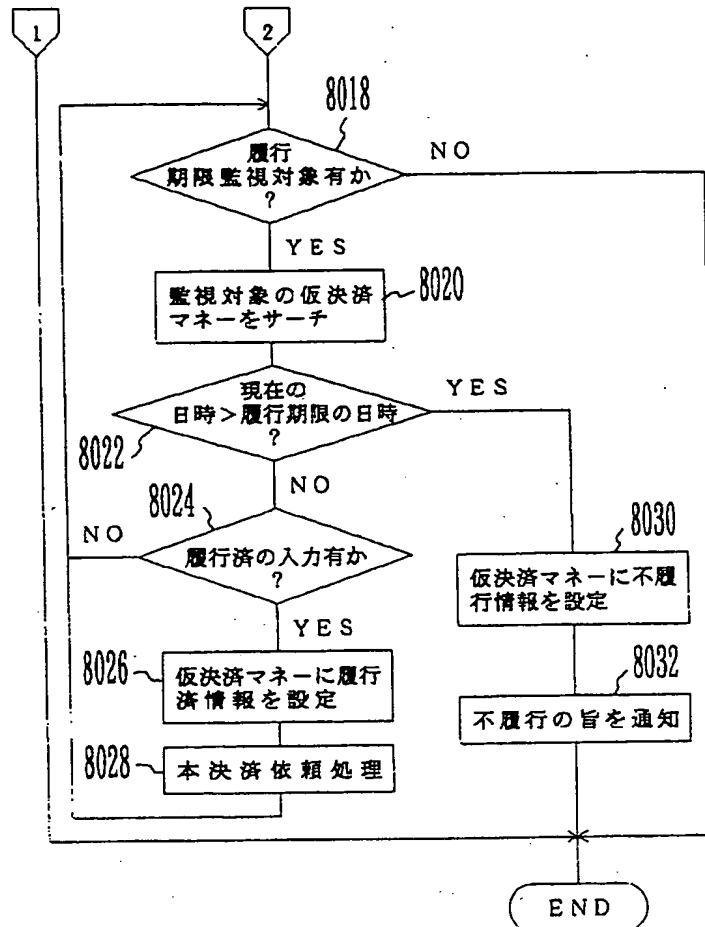 1
2
8018
履行
期限監視対象有か
?
NO
YES
監視対象の仮決済
マネーをサーチ
8020
現在の
日時>履行期限の日時
?
YES
8022
NO
8024
NO
履行済の入力有か
?
8030
仮決済マネーに不履
行情報を設定
YES
8026
仮決済マネーに履行
済情報を設定
8032
不履行の旨を通知
8028
本決済依頼処理
END